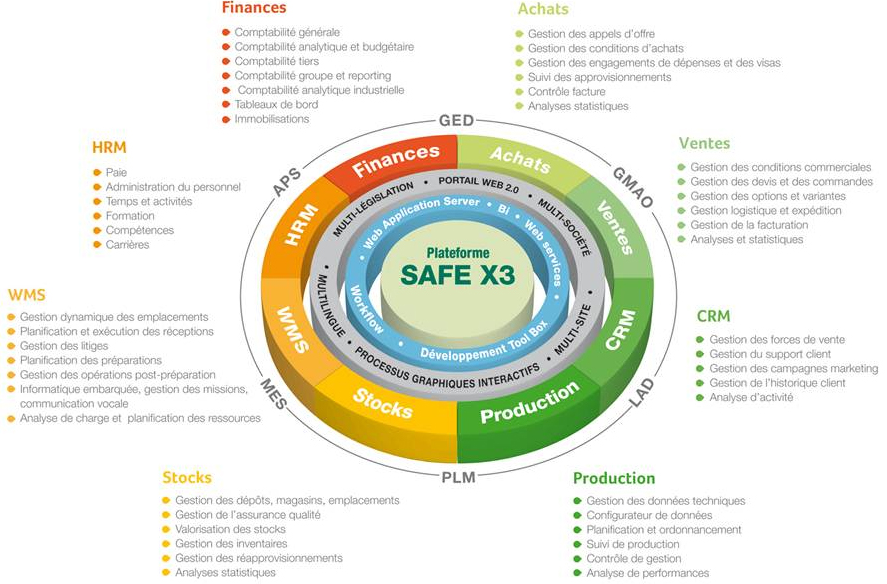 Finances
Comptabilité générale
Comptabilité analytique et budgétaire
Comptabilité tiers
Comptabilité groupe et reporting
Comptabilité analytique industrielle
Tableaux de bord
Immobilisations
Achats
Gestion des appels d'offre
Gestion des conditions d'achats
Gestion des engagements de dépenses et des visas
Suivi des approvisionnements
Contrôle facture
Analyses statistiques
HRM
Paie
Administration du personnel
Temps et activités
Formation
Compétences
Carrières
Ventes
Gestion des conditions commerciales
Gestion des devis et des commandes
Gestion des options et variantes
Gestion logistique et expédition
Gestion de la facturation
Analyses et statistiques
GED
APS
GMAO
MES
LAD
PLM
Finances
Achats
HRM
Ventes
WMS
CRM
Stocks
Production
MULTI-LÉGISLATION • PORTAIL WEB 2.0 • MULTI-SOCIÉTÉ
• MULTILINGUE • PROCESSUS GRAPHIQUES INTERACTIFS • MULTI-SITE •
• Web Application Server • Bi • Web services •
Workflow • Développement Tool Box
Plateforme
SAFE X3
WMS
Gestion dynamique des emplacements
Planification et exécution des réceptions
Gestion des litiges
Planification des préparations
Gestion des opérations post-préparation
Informatique embarquée, gestion des missions,
communication vocale
Analyse de charge et planification des ressources
CRM
Gestion des forces de vente
Gestion du support client
Gestion des campagnes marketing
Gestion de l'historique client
Analyse d'activité
Stocks
Gestion des dépôts, magasins, emplacements
Gestion de l'assurance qualité
Valorisation des stocks
Gestion des inventaires
Gestion des réapprovisionnements
Analyses statistiques
Production
Gestion des données techniques
Configurateur de données
Planification et ordonnancement
Suivi de production
Contrôle de gestion
Analyse de performances